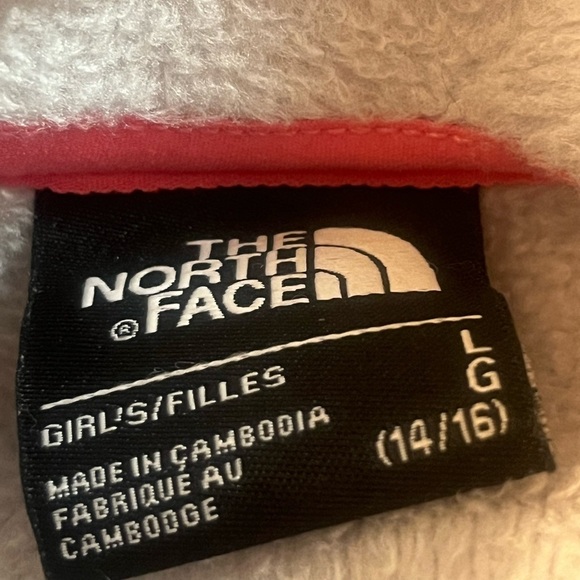 THE
NORTH
FACE
®
GIRL'S/FILLES
L
G
(14/16)
MADE IN CAMBODIA
FABRIQUE AU
CAMBODGE